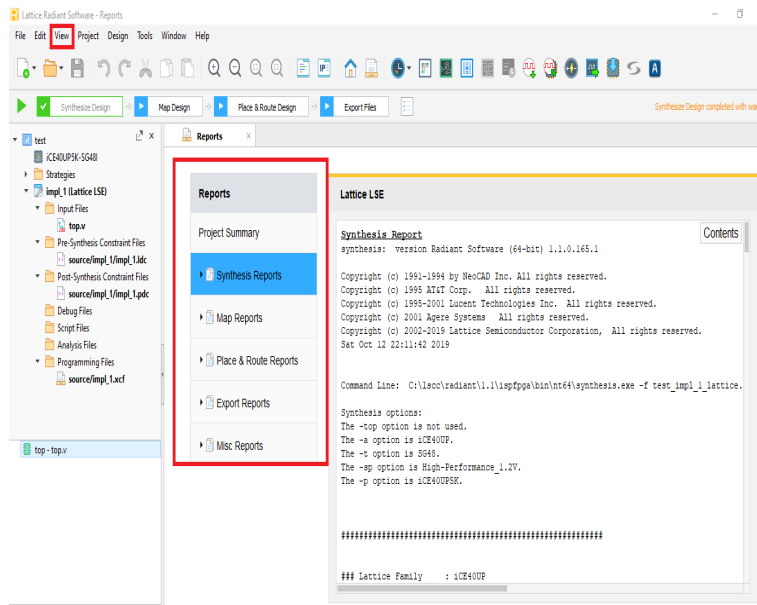 Lattice Radiant Software - Reports
File Edit View Project Design Tools Window Help
Synthesize Design
Map Design
Place & Route Design
Export Files
Synthesize Design completed with war
test
iCE40UP5K-SG48I
Strategies
impl_1 (Lattice LSE)
Input Files
top.v
Pre-Synthesis Constraint Files
source/impl_1/impl_1.ldc
Post-Synthesis Constraint Files
source/impl_1/impl_1.pdc
Debug Files
Script Files
Analysis Files
Programming Files
source/impl_1.xcf
top - top.v
Reports
Reports
Project Summary
Synthesis Reports
Map Reports
Place & Route Reports
Export Reports
Misc Reports
Lattice LSE
Contents
Synthesis Report
synthesis: version Radiant Software (64-bit) 1.1.0.165.1
Copyright (c) 1991-1994 by NeoCAD Inc. All rights reserved.
Copyright (c) 1995 AT&T Corp. All rights reserved.
Copyright (c) 1995-2001 Lucent Technologies Inc. All rights reserved.
Copyright (c) 2001 Agere Systems All rights reserved.
Copyright (c) 2002-2019 Lattice Semiconductor Corporation, All rights reserved.
Sat Oct 12 22:11:42 2019
Command Line: C:\lscc\radiant\1.1\ispfpga\bin\nt64\synthesis.exe -f test_impl_1_lattice.
Synthesis options:
The -top option is not used.
The -a option is iCE40UP.
The -t option is SG48.
The -sp option is High-Performance_1.2V.
The -p option is iCE40UP5K.
##########################################################
### Lattice Family : iCE40UP